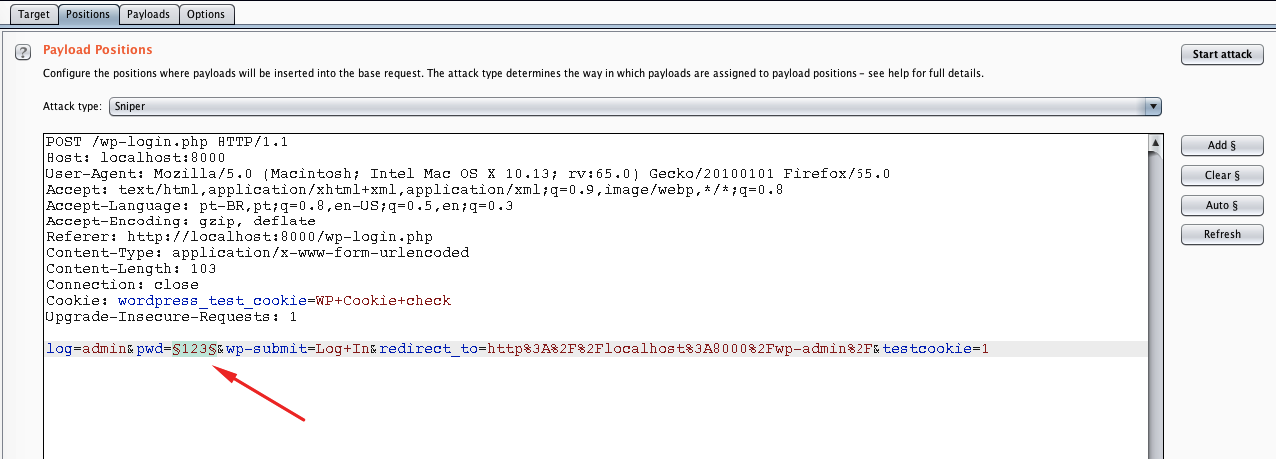 Target Positions Payloads Options
? Payload Positions
Start attack
Configure the positions where payloads will be inserted into the base request. The attack type determines the way in which payloads are assigned to payload positions - see help for full details.
Attack type: Sniper
POST /wp-login.php HTTP/1.1
Host: localhost:8000
User-Agent: Mozilla/5.0 (Macintosh; Intel Mac OS X 10.13; rv:65.0) Gecko/20100101 Firefox/55.0
Accept: text/html,application/xhtml+xml,application/xml;q=0.9,image/webp,*/*;q=0.8
Accept-Language: pt-BR,pt;q=0.8,en-US;q=0.5,en;q=0.3
Accept-Encoding: gzip, deflate
Referer: http://localhost:8000/wp-login.php
Content-Type: application/x-www-form-urlencoded
Content-Length: 103
Connection: close
Cookie: wordpress_test_cookie=WP+Cookie+check
Upgrade-Insecure-Requests: 1
log=admin&pwd=§123§&wp-submit=Log+In&redirect_to=http%3A%2F%2Flocalhost%3A8000%2Fwp-admin%2F&testcookie=1
Add §
Clear §
Auto §
Refresh